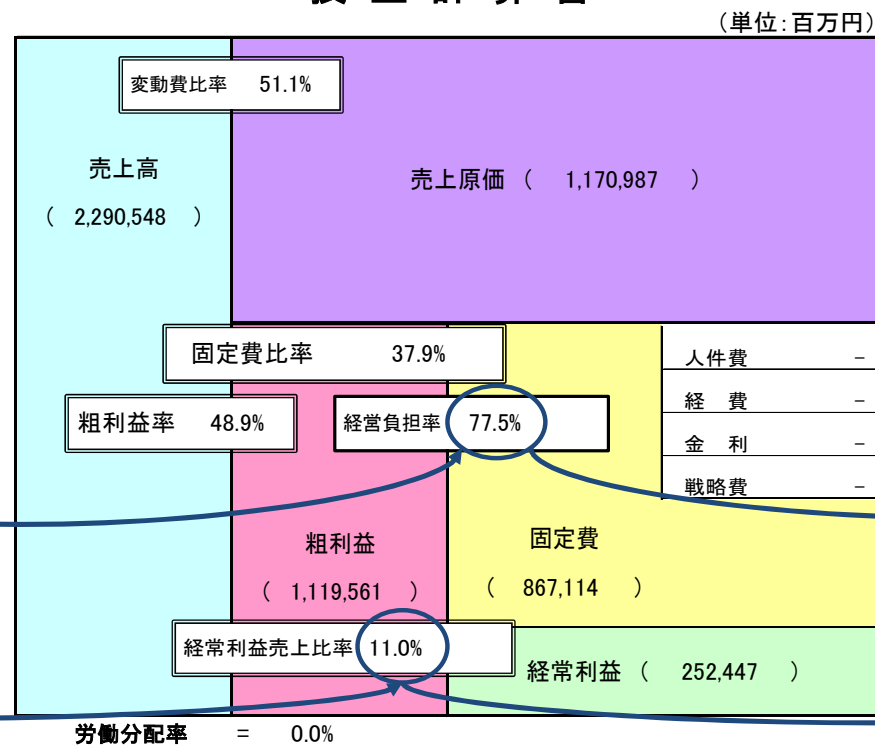 （単位：百万円）
変動費比率 51.1%
売上高
（ 2,290,548 ）
売上原価 （ 1,170,987 ）
固定費比率 37.9%
人件費 －
粗利益率 48.9%
経営負担率 77.5%
経 費 －
金 利 －
戦略費 －
粗利益
（ 1,119,561 ）
固定費
（ 867,114 ）
経常利益売上比率 11.0%
経常利益 （ 252,447 ）
労働分配率 = 0.0%